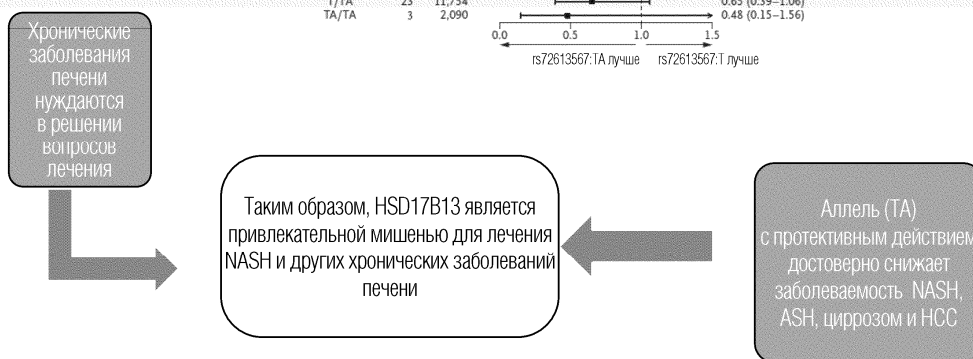 T/TA 23 11,754 0.65 (0.39–1.06)
TA/TA 3 2,090 0.48 (0.15–1.56)
0.0 0.5 1.0 1.5
rs72613567:TA лучше rs72613567:T лучше
Хронические
заболевания
печени
нуждаются
в решении
вопросов
лечения
Таким образом, HSD17B13 является
привлекательной мишенью для лечения
NASH и других хронических заболеваний
печени
Аллель (TA)
с протективным действием
достоверно снижает
заболеваемость NASH,
ASH, циррозом и HCC